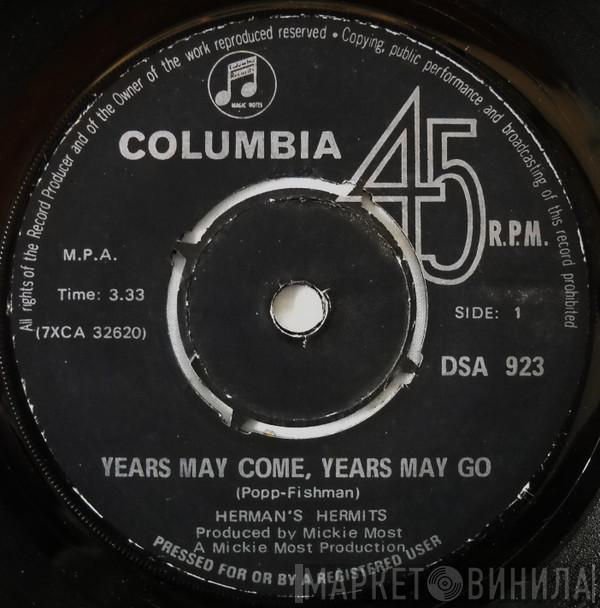 All rights of the Record Producer and of the Owner of the work reproduced reserved • Copying, public performance and broadcasting of this record prohibited
Columbia Records
MAGIC NOTES
COLUMBIA
45
R.P.M.
M.P.A.
Time: 3.33
(7XCA 32620)
SIDE: 1
DSA 923
YEARS MAY COME, YEARS MAY GO
(Popp-Fishman)
HERMAN'S HERMITS
Produced by Mickie Most
A Mickie Most Production
PRESSED FOR OR BY A REGISTERED USER
МАРКЕТ ВИНИЛА